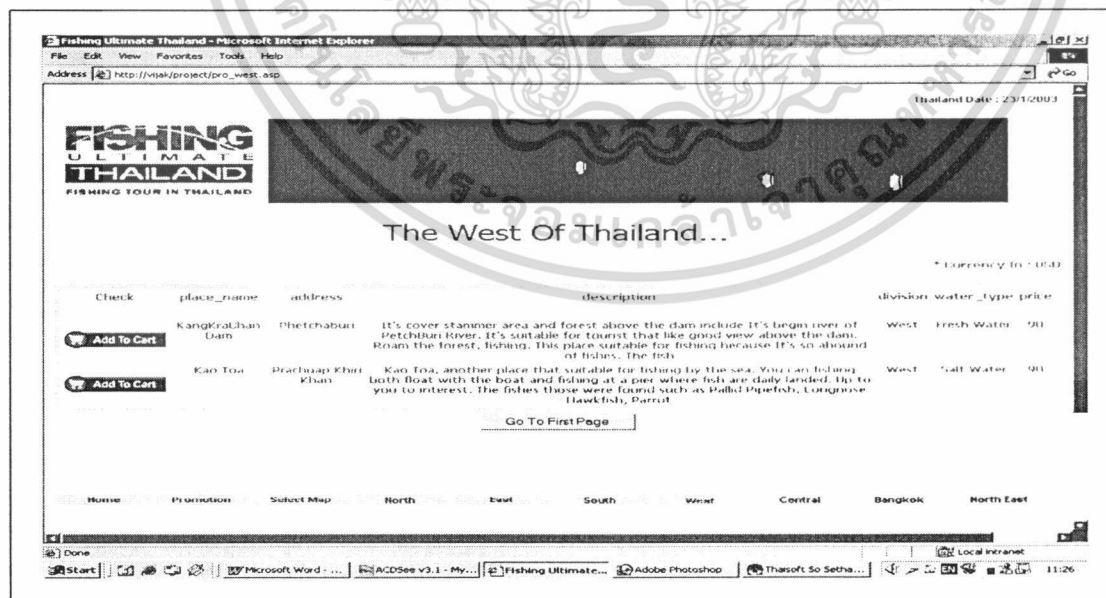 Fishing Ultimate Thailand - Microsoft Internet Explorer
File Edit View Favorites Tools Help
Address http://vijak/project/pro_west.asp Go
Thailand Date : 23/1/2003
FISHING
ULTIMATE
THAILAND
FISHING TOUR IN THAILAND
The West Of Thailand...
* Currency In : USD
Check place_name address description division water_type price
Add To Cart
KangKraChan Dam
Phetchaburi
It's cover stammer area and forest above the dam include It's begin river of
PetchBuri River. It's suitable for tourist that like good view above the dam.
Roam the forest, fishing. This place suitable for fishing because It's so abound
of fishes. The fish
West Fresh Water 90
Add To Cart
Kao Toa
Prachuap Khiri Khan
Kao Toa, another place that suitable for fishing by the sea. You can fishing
both float with the boat and fishing at a pier where fish are daily landed. Up to
you to interest. The fishes those were found such as Pallid Pipefish, Longnose
Hawkfish, Parrot
West Salt Water 90
Go To First Page
Home Promotion Select Map North East South West Central Bangkok North East
Done Local intranet
Start Microsoft Word - ... ACDSee v3.1 - My... Fishing Ultimate... Adobe Photoshop Thaisoft So Setha... EN 11:26